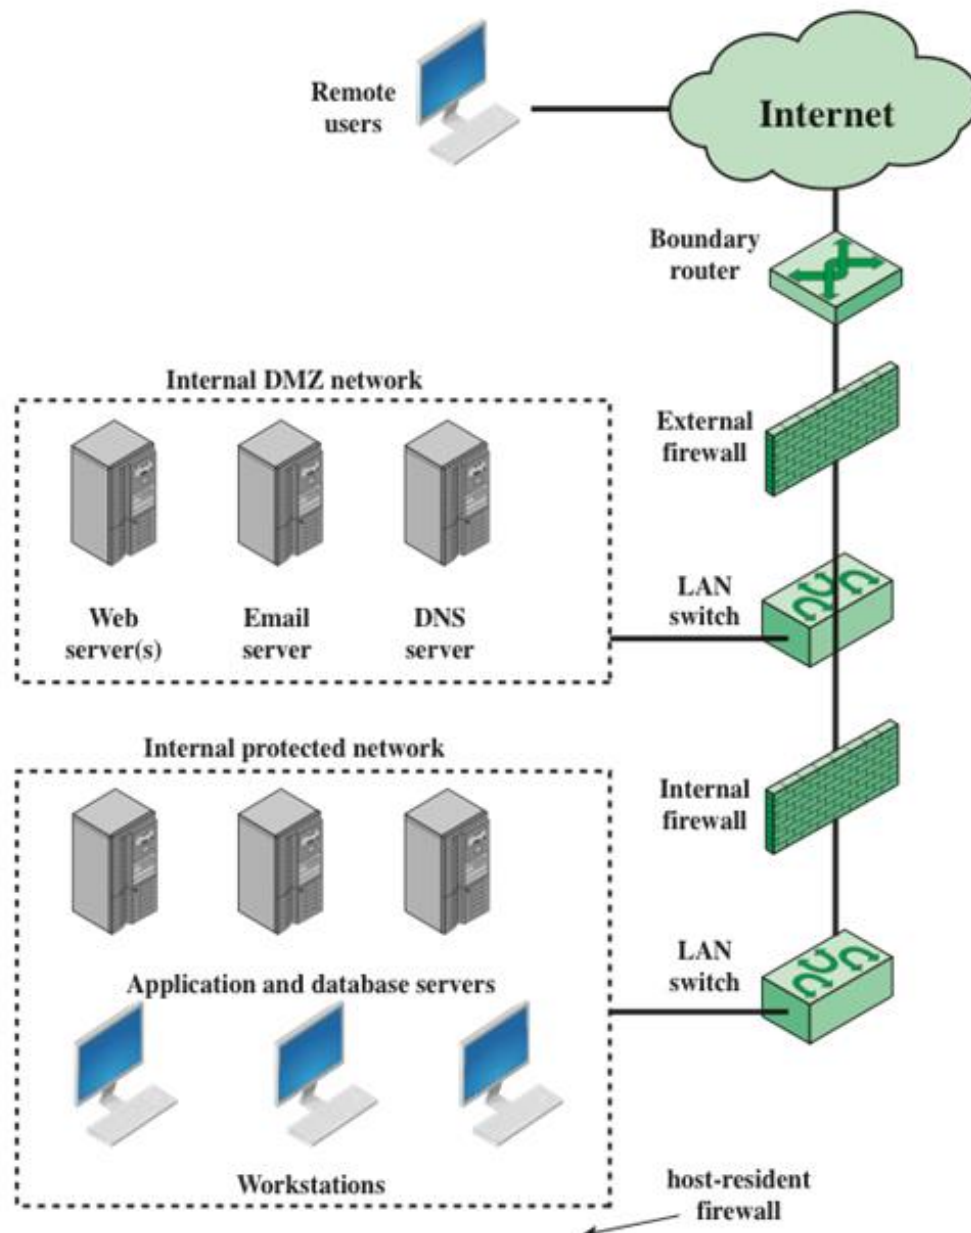 Remote
users
Internet
Boundary
router
Internal DMZ network
External
firewall
Web
server(s)
Email
server
DNS
server
LAN
switch
Internal protected network
Internal
firewall
Application and database servers
LAN
switch
Workstations
host-resident
firewall